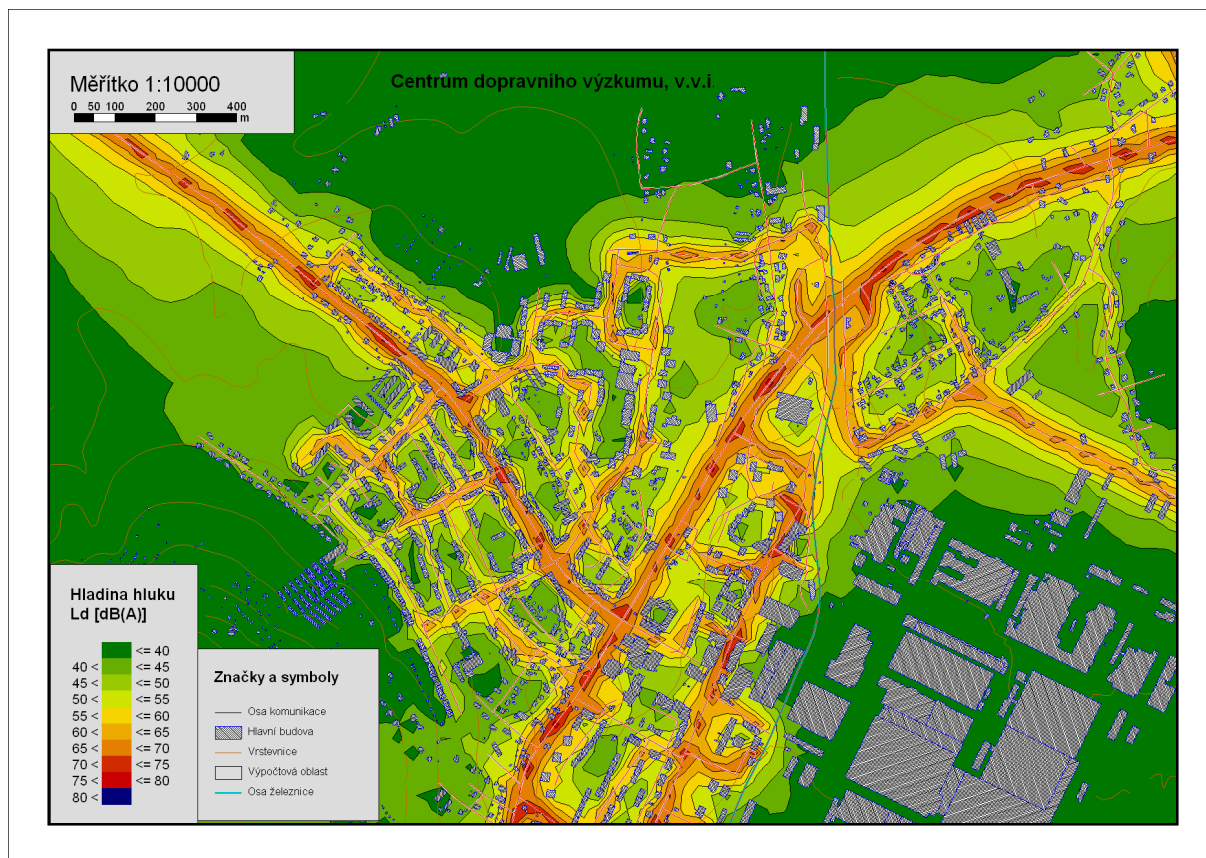 Měřítko 1:10000
0 50 100 200 300 400
m
Centrum dopravního výzkumu, v.v.i.
Hladina hluku
Ld [dB(A)]
<= 40
40 < <= 45
45 < <= 50
50 < <= 55
55 < <= 60
60 < <= 65
65 < <= 70
70 < <= 75
75 < <= 80
80 <
Značky a symboly
Osa komunikace
Hlavní budova
Vrstevnice
Výpočtová oblast
Osa železnice